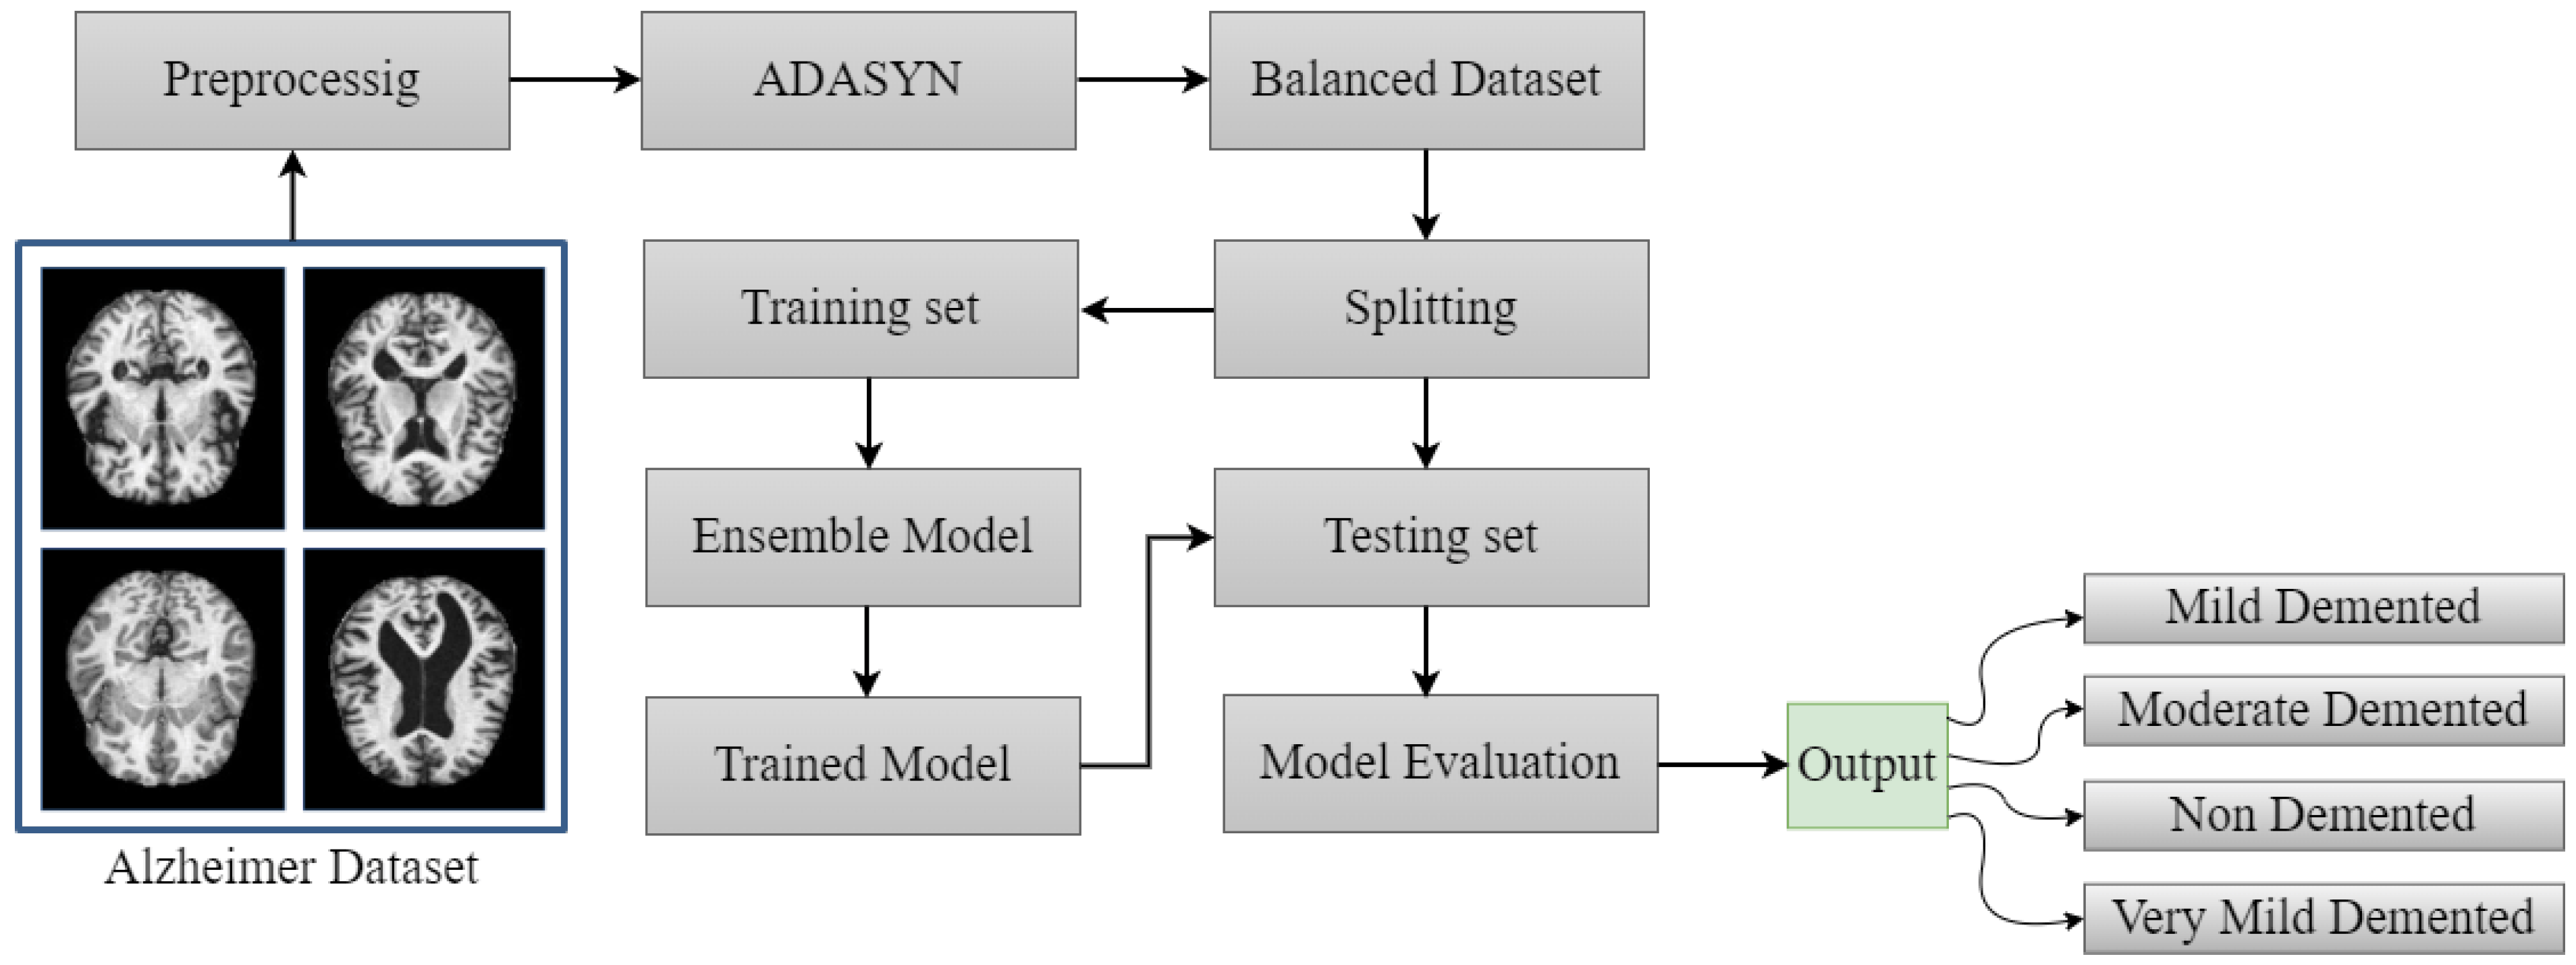 Preprocessig
ADASYN
Balanced Dataset
Training set
Splitting
Ensemble Model
Testing set
Trained Model
Model Evaluation
Output
Mild Demented
Moderate Demented
Non Demented
Very Mild Demented
Alzheimer Dataset